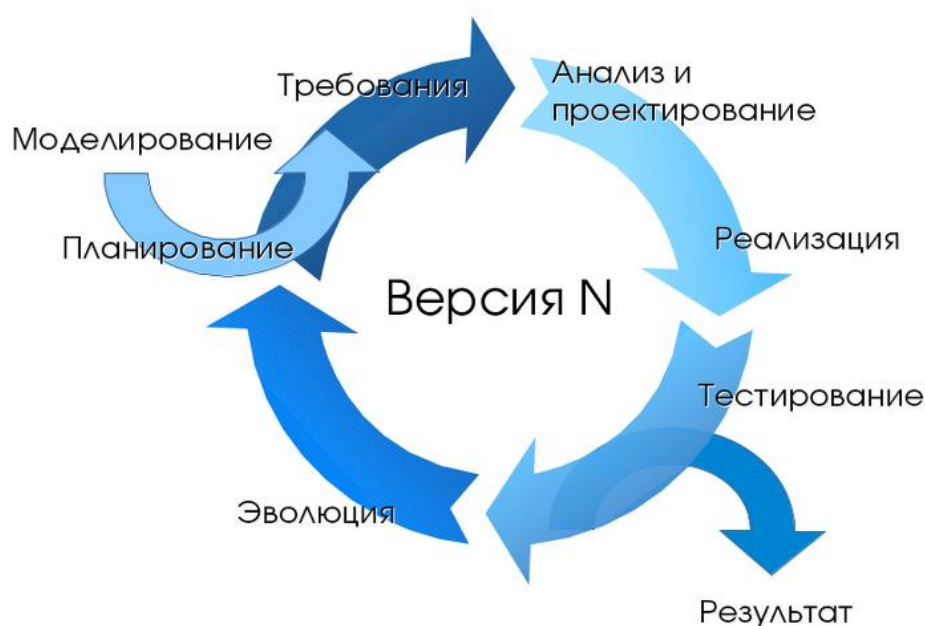 Требования
Анализ и
проектирование
Моделирование
Планирование
Реализация
Версия N
Тестирование
Эволюция
Результат